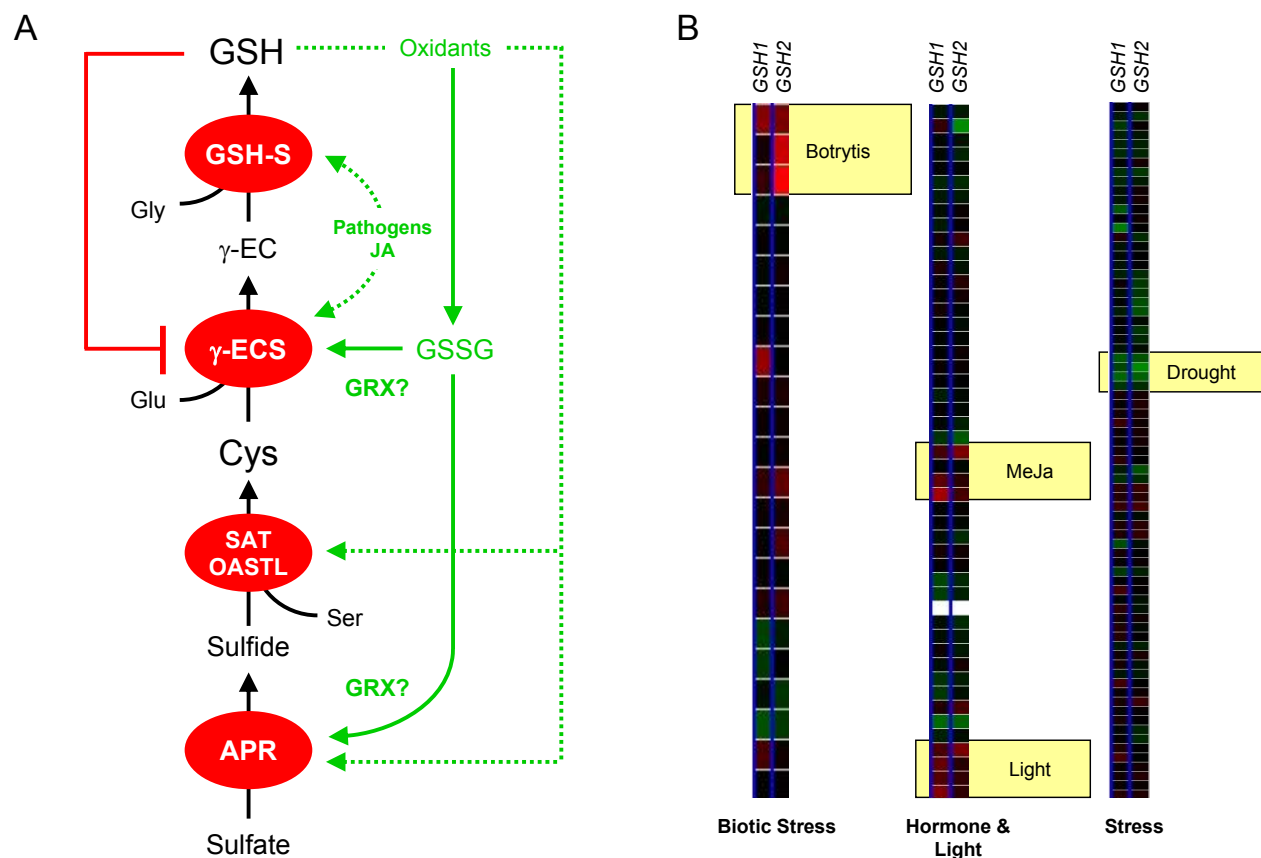 A
GSH
Oxidants
GSH-S
Gly
Pathogens
JA
γ-EC
γ-ECS
GSSG
GRX?
Glu
Cys
SAT
OASTL
Ser
Sulfide
GRX?
APR
Sulfate
B
GSH1
GSH2
GSH1
GSH2
GSH1
GSH2
Botrytis
Drought
MeJa
Light
Biotic Stress
Hormone &
Light
Stress